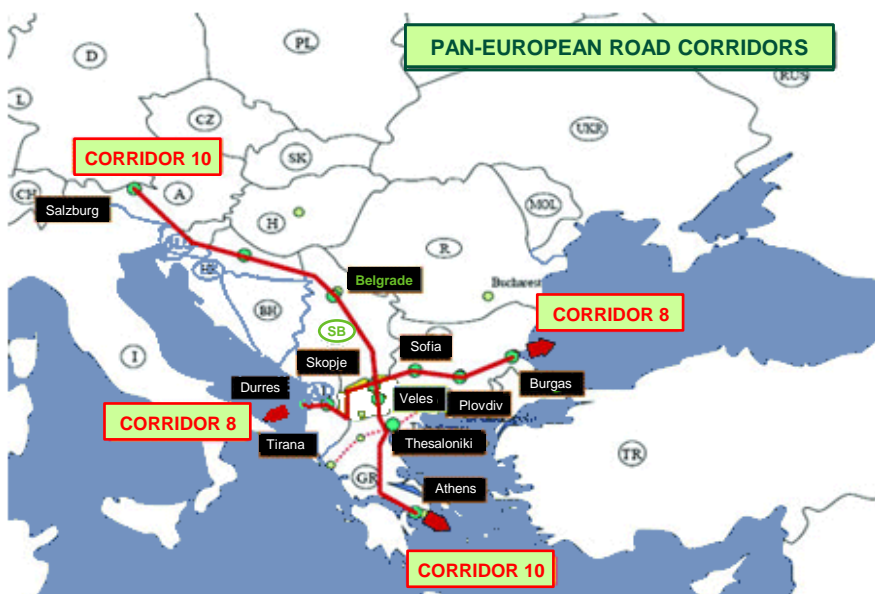 PAN-EUROPEAN ROAD CORRIDORS
PL
D
RUS
L
CZ
UKR
CORRIDOR 10
SK
CH
A
MOL
Salzburg
H
R
HR
Belgrade
Bucharest
BH
CORRIDOR 8
SB
Sofia
I
Skopje
Durres
Burgas
Veles
Plovdiv
CORRIDOR 8
Tirana
Thesaloniki
TR
GR
Athens
CORRIDOR 10